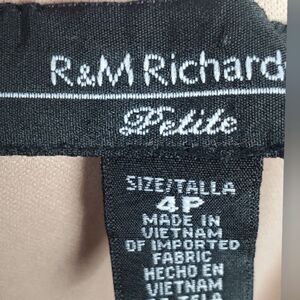 R&M Richard
Petite
SIZE/TALLA
4P
MADE IN
VIETNAM
OF IMPORTED
FABRIC
HECHO EN
VIETNAM